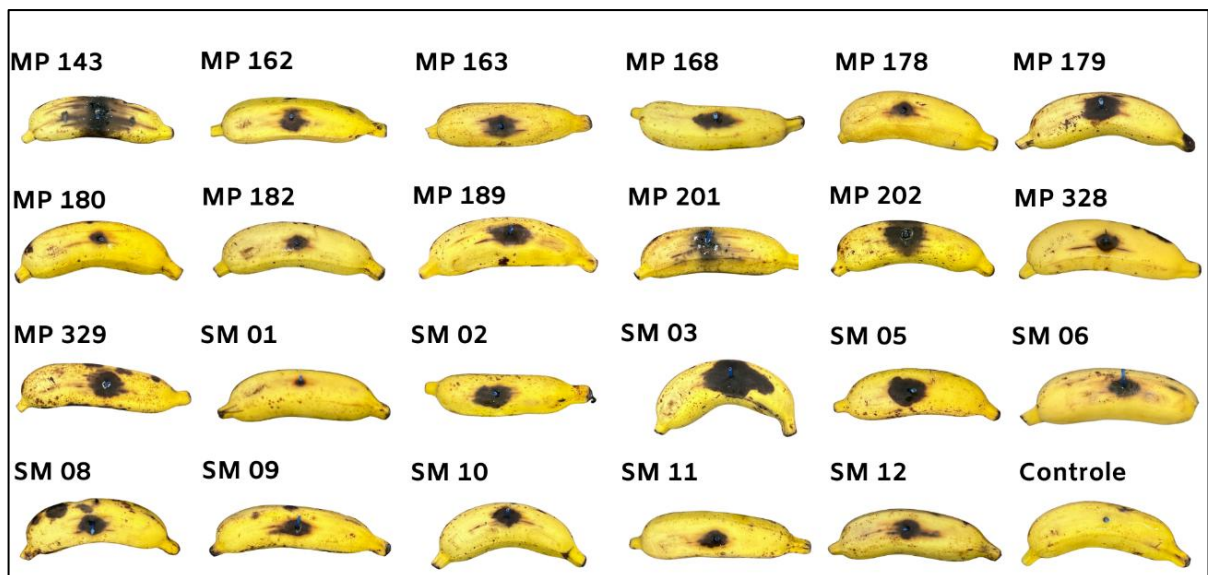 MP 143 MP 162 MP 163 MP 168 MP 178 MP 179
MP 180 MP 182 MP 189 MP 201 MP 202 MP 328
MP 329 SM 01 SM 02 SM 03 SM 05 SM 06
SM 08 SM 09 SM 10 SM 11 SM 12 Controle